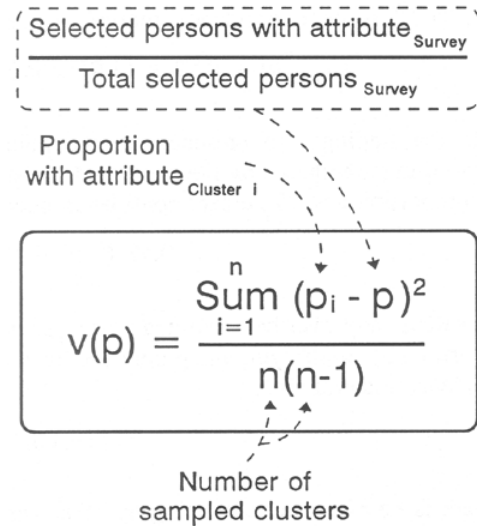 Selected persons with attribute Survey
Total selected persons Survey
Proportion
with attribute Cluster i
n
v(p) = Sum (pi - p)²
i=1
n(n-1)
Number of
sampled clusters